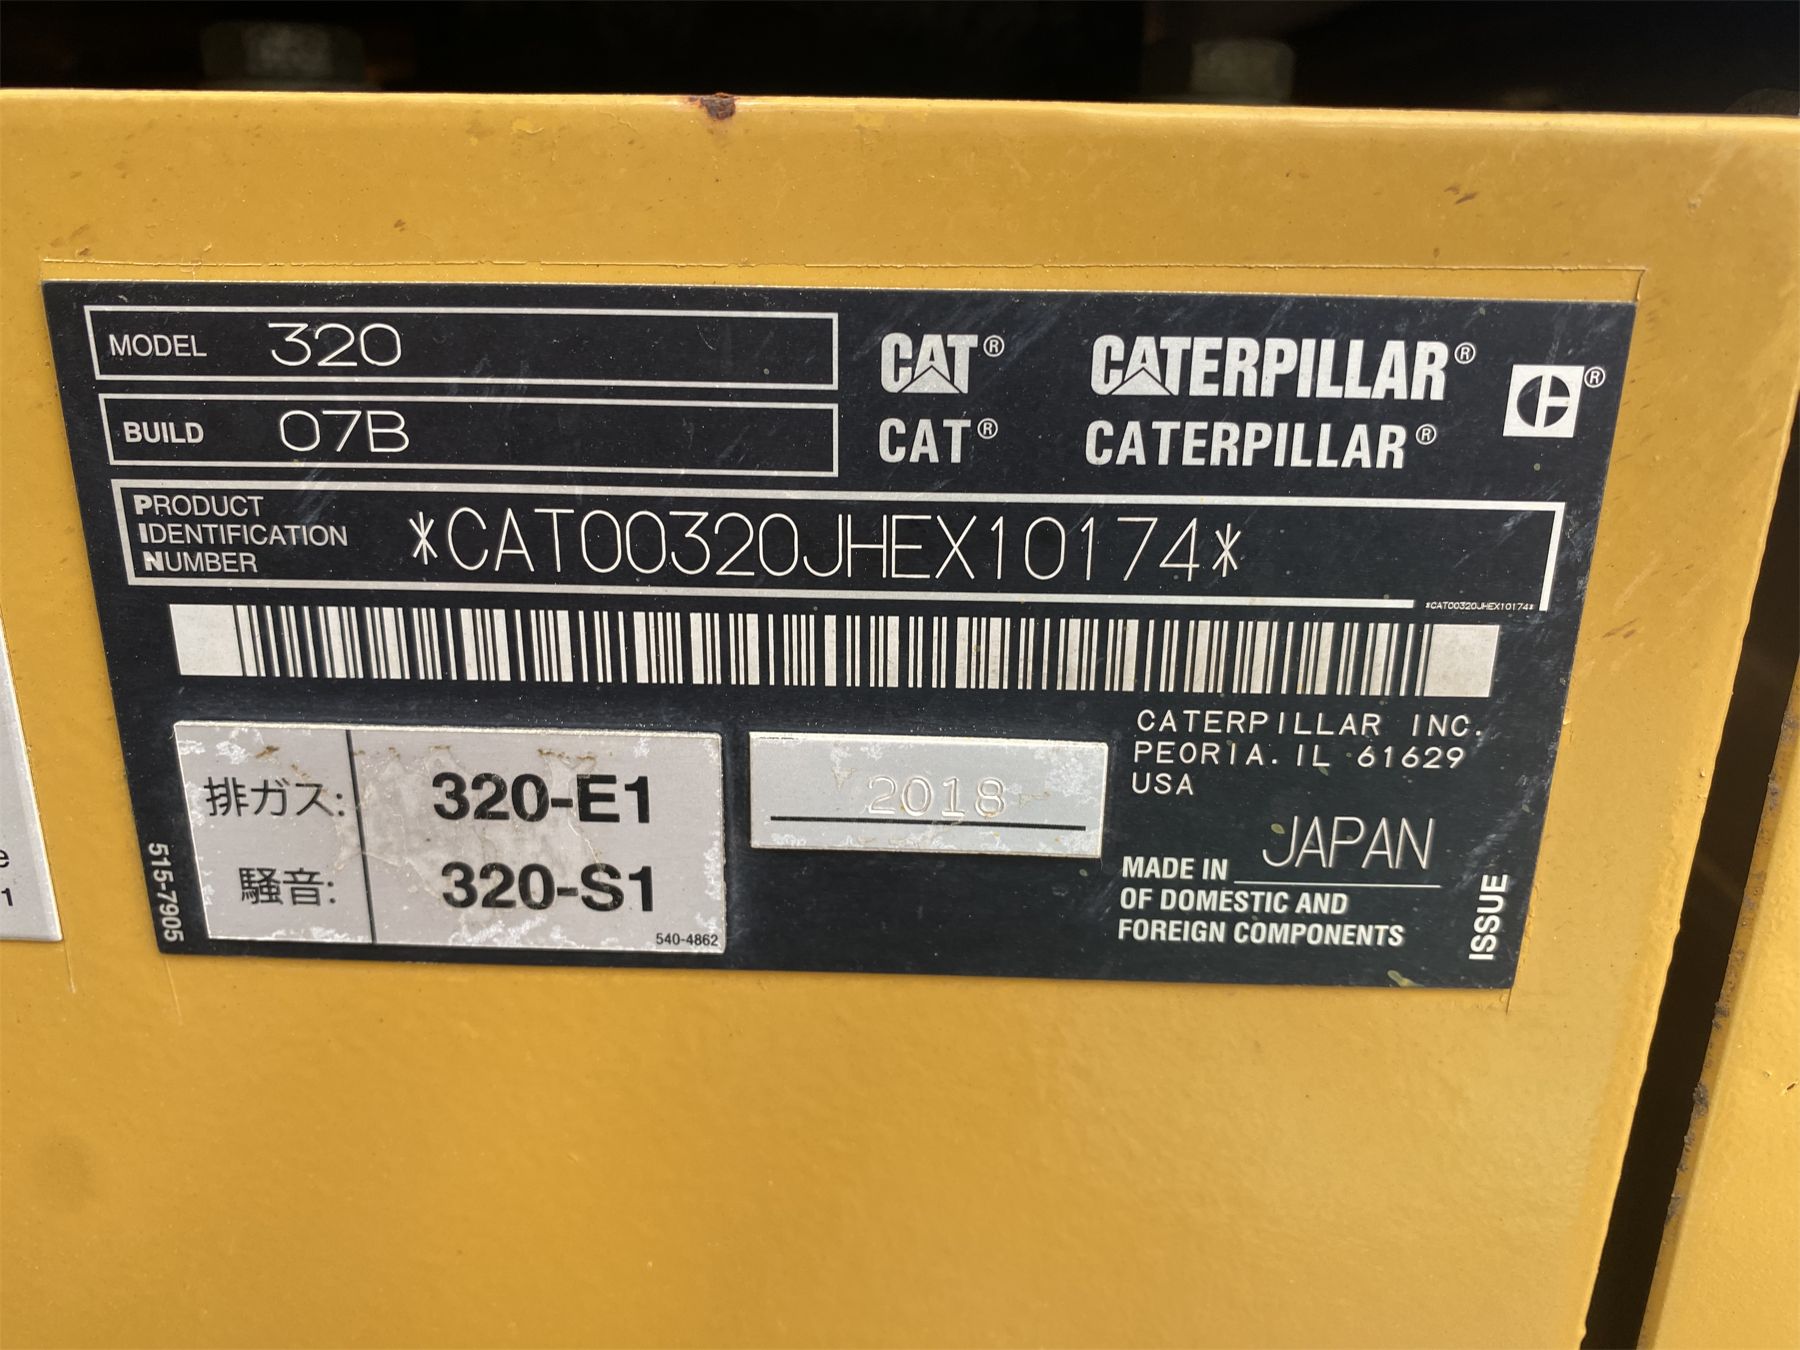 MODEL 320
BUILD 07B
CAT® CATERPILLAR®
CAT® CATERPILLAR®
®
PRODUCT
IDENTIFICATION
NUMBER
*CAT00320JHEX10174*
*CAT00320JHEX10174*
CATERPILLAR INC.
PEORIA. IL 61629
USA
排ガス: 320-E1
騒音: 320-S1
540-4862
2018
MADE IN JAPAN
OF DOMESTIC AND
FOREIGN COMPONENTS
515-7905
ISSUE
e
1